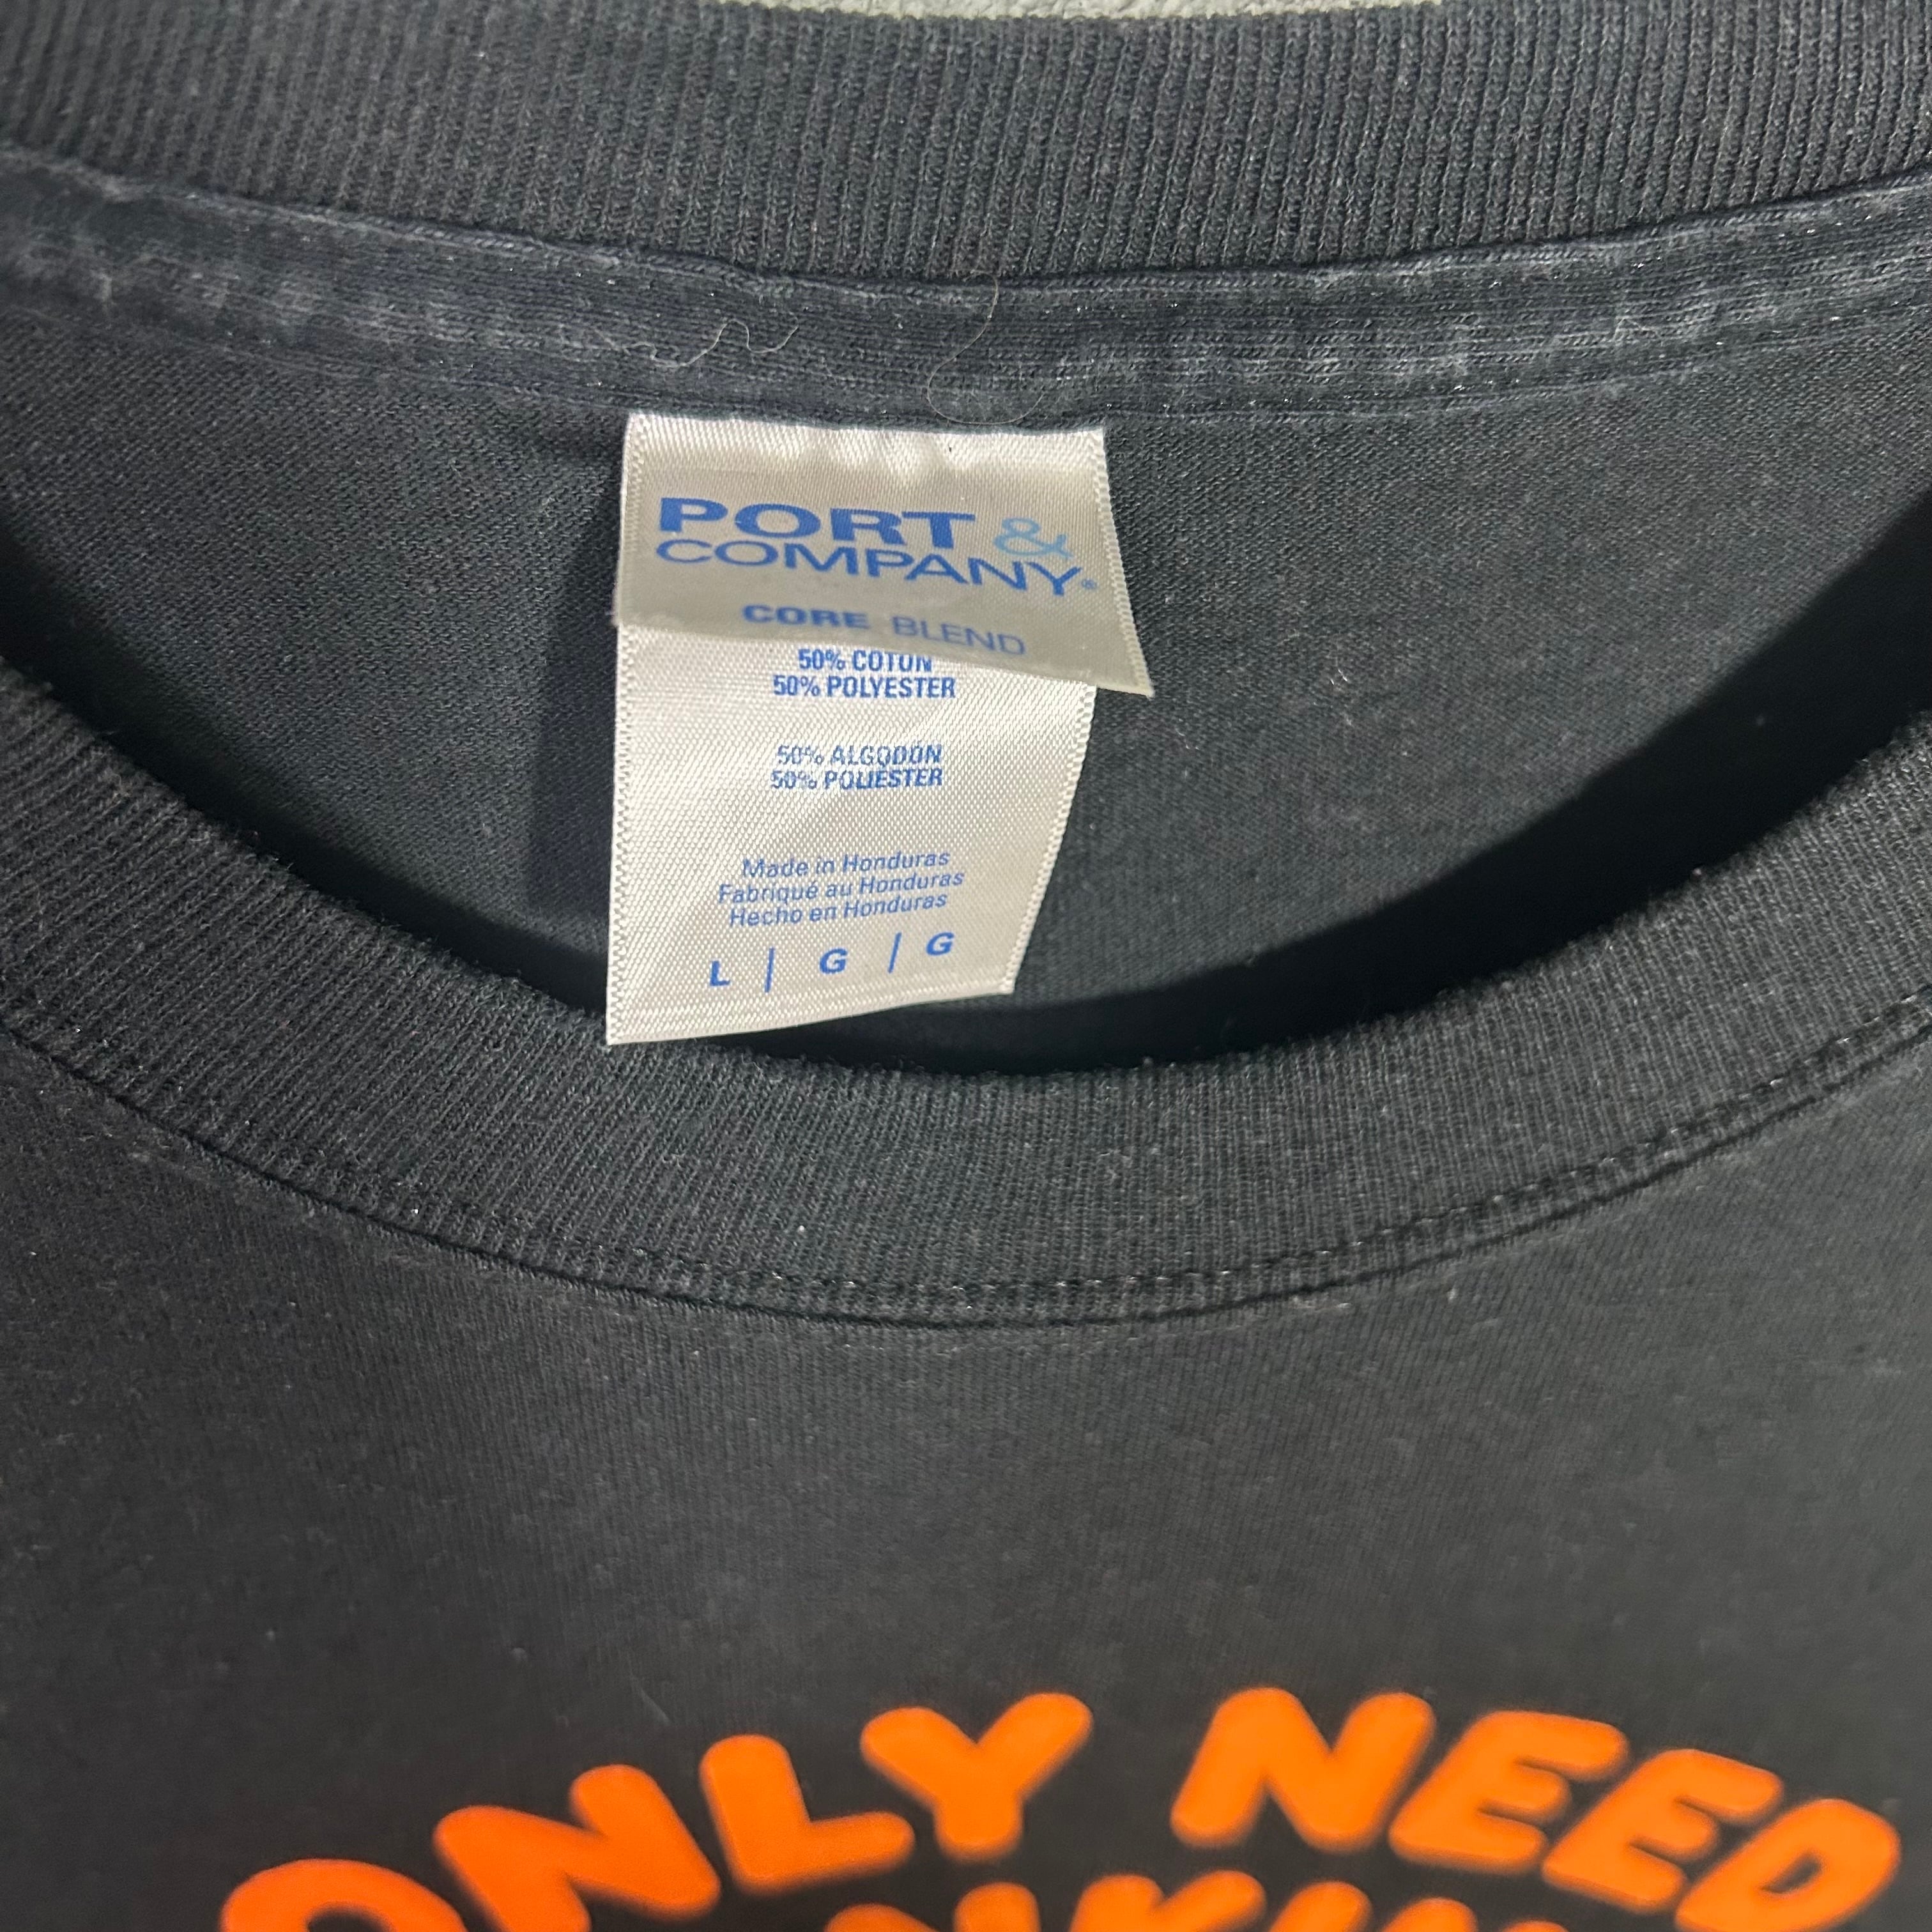 PORT &
COMPANY®
CORE BLEND
50% COTON
50% POLYESTER
50% ALGODÓN
50% POLIESTER
Made in Honduras
Fabriqué au Honduras
Hecho en Honduras
L | G | G
ONLY NEED